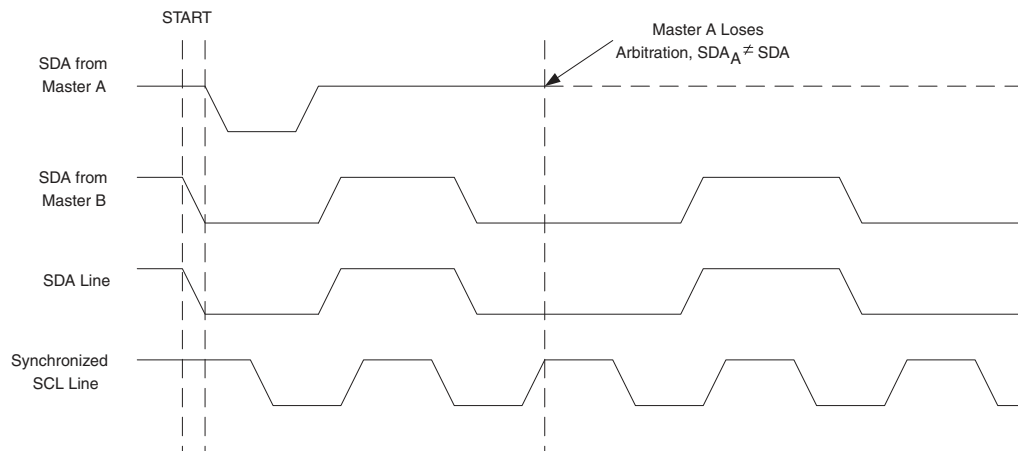 START
Master A Loses
Arbitration, SDAA ≠ SDA
SDA from
Master A
SDA from
Master B
SDA Line
Synchronized
SCL Line